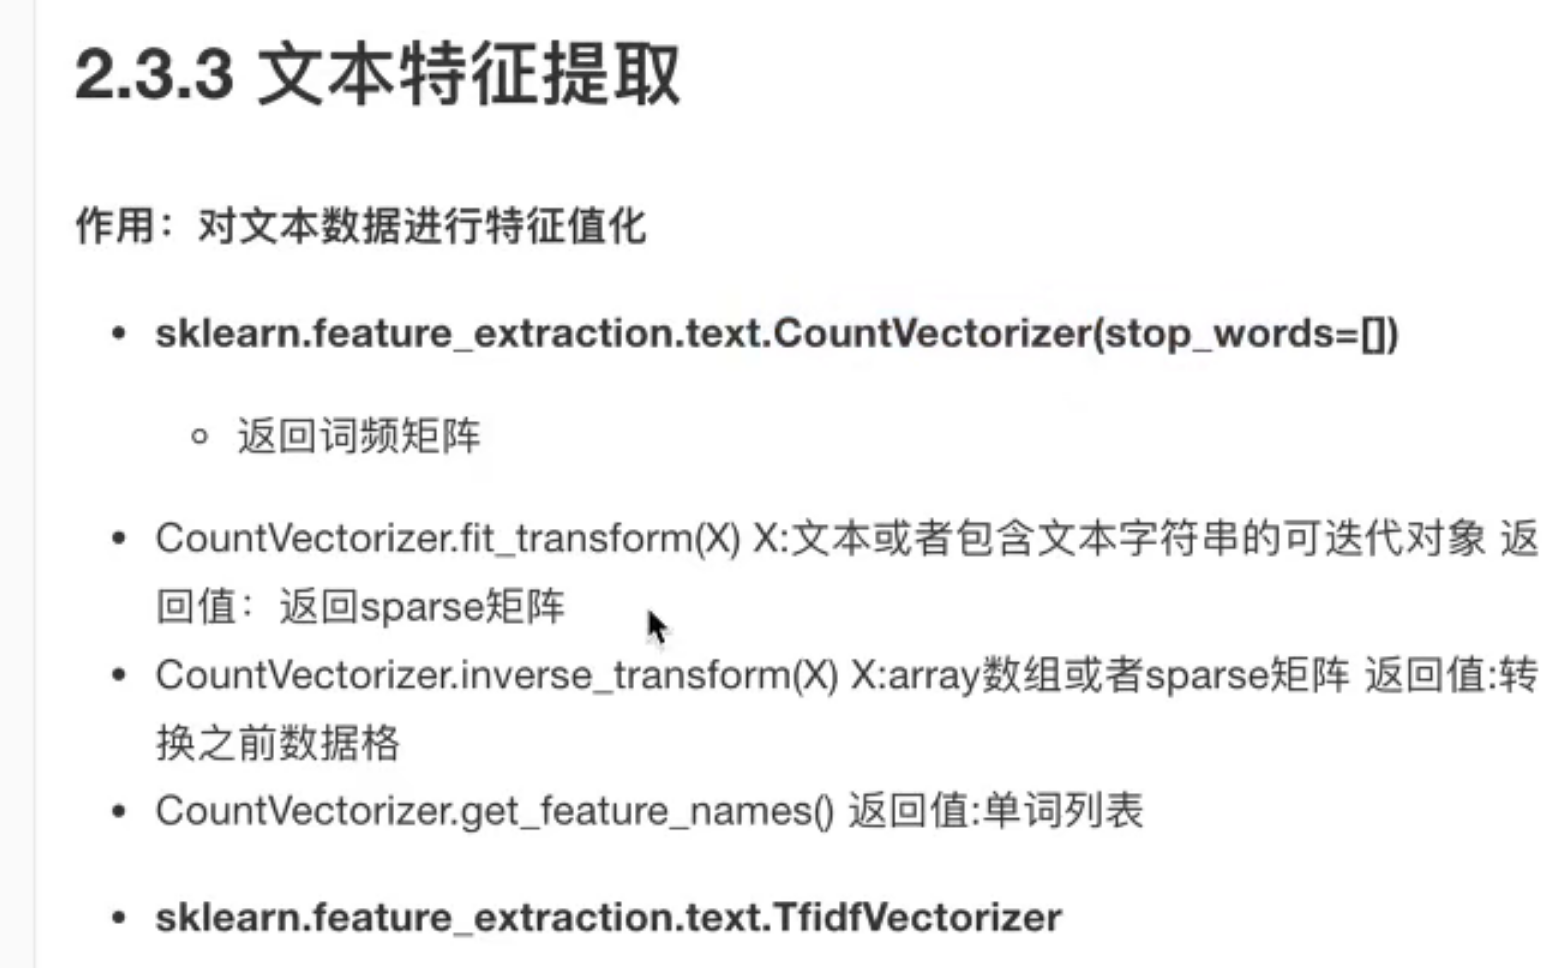 2.3.3 文本特征提取
作用：对文本数据进行特征值化
sklearn.feature_extraction.text.CountVectorizer(stop_words=[])
返回词频矩阵
CountVectorizer.fit_transform(X) X:文本或者包含文本字符串的可迭代对象 返
回值：返回sparse矩阵
CountVectorizer.inverse_transform(X) X:array数组或者sparse矩阵 返回值:转
换之前数据格
CountVectorizer.get_feature_names() 返回值:单词列表
sklearn.feature_extraction.text.TfidfVectorizer